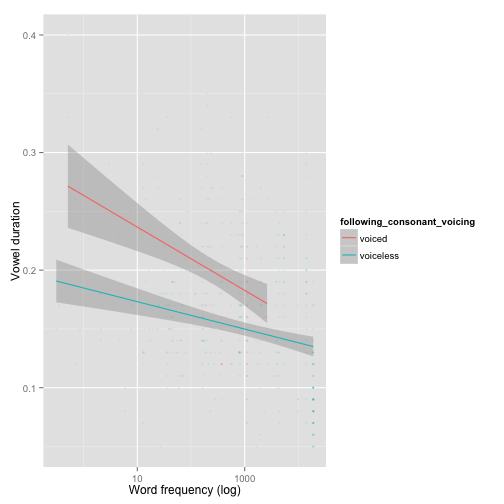 0.4
0.3
0.2
0.1
Vowel duration
10
1000
Word frequency (log)
following_consonant_voicing
voiced
voiceless